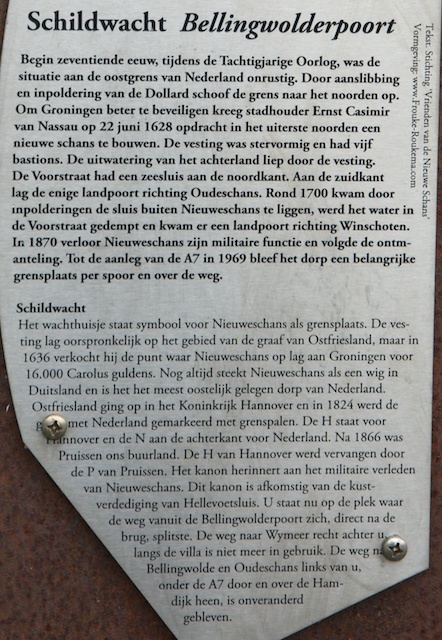 Schildwacht Bellingwolderpoort
Begin zeventiende eeuw, tijdens de Tachtigjarige Oorlog, was de
situatie aan de oostgrens van Nederland onrustig. Door aanslibbing
en inpoldering van de Dollard schoof de grens naar het noorden op.
Om Groningen beter te beveiligen kreeg stadhouder Ernst Casimir
van Nassau op 22 juni 1628 opdracht in het uiterste noorden een
nieuwe schans te bouwen. De vesting was stervormig en had vijf
bastions. De uitwatering van het achterland liep door de vesting.
De Voorstraat had een zeesluis aan de noordkant. Aan de zuidkant
lag de enige landpoort richting Oudeschans. Rond 1700 kwam door
inpolderingen de sluis buiten Nieuweschans te liggen, werd het water in
de Voorstraat gedempt en kwam er een landpoort richting Winschoten.
In 1870 verloor Nieuweschans zijn militaire functie en volgde de ontm-
anteling. Tot de aanleg van de A7 in 1969 bleef het dorp een belangrijke
grensplaats per spoor en over de weg.
Schildwacht
Het wachthuisje staat symbool voor Nieuweschans als grensplaats. De ves-
ting lag oorspronkelijk op het gebied van de graaf van Ostfriesland, maar in
1636 verkocht hij de punt waar Nieuweschans op lag aan Groningen voor
16.000 Carolus guldens. Nog altijd steekt Nieuweschans als een wig in
Duitsland en is het het meest oostelijk gelegen dorp van Nederland.
Ostfriesland ging op in het Koninkrijk Hannover en in 1824 werd de
met Nederland gemarkeerd met grenspalen. De H staat voor
Hannover en de N aan de achterkant voor Nederland. Na 1866 was
Pruissen ons buurland. De H van Hannover werd vervangen door
de P van Pruissen. Het kanon herinnert aan het militaire verleden
van Nieuweschans. Dit kanon is afkomstig van de kust-
verdediging van Hellevoetsluis. U staat nu op de plek waar
de weg vanuit de Bellingwolderpoort zich, direct na de
brug, splitste. De weg naar Wymeer recht achter u,
langs de villa is niet meer in gebruik. De weg
Bellingwolde en Oudeschans links van u,
onder de A7 door en over de Ham-
dijk heen, is onveranderd
gebleven.
Tekst: Stichting 'Vrienden van de Nieuwe Schans'
Vormgeving: www.Frouke-Roukema.com